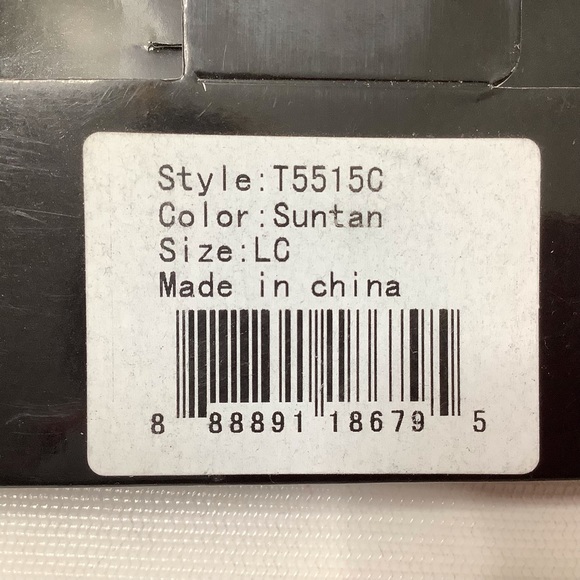 Style:T5515C
Color:Suntan
Size:LC
Made in china
8 88891 18679 5